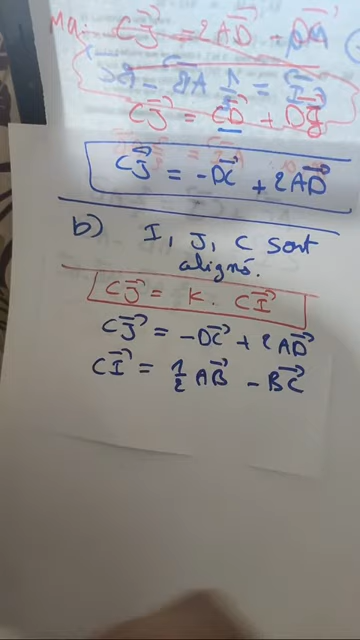 CJ = 2AD
CJ = CD + DJ
CJ = -DC + 2AD
b) I, J, C sont
alignés.
CJ = K. CI
CJ = -DC + 2AD
CI = 1/2 AB - BC